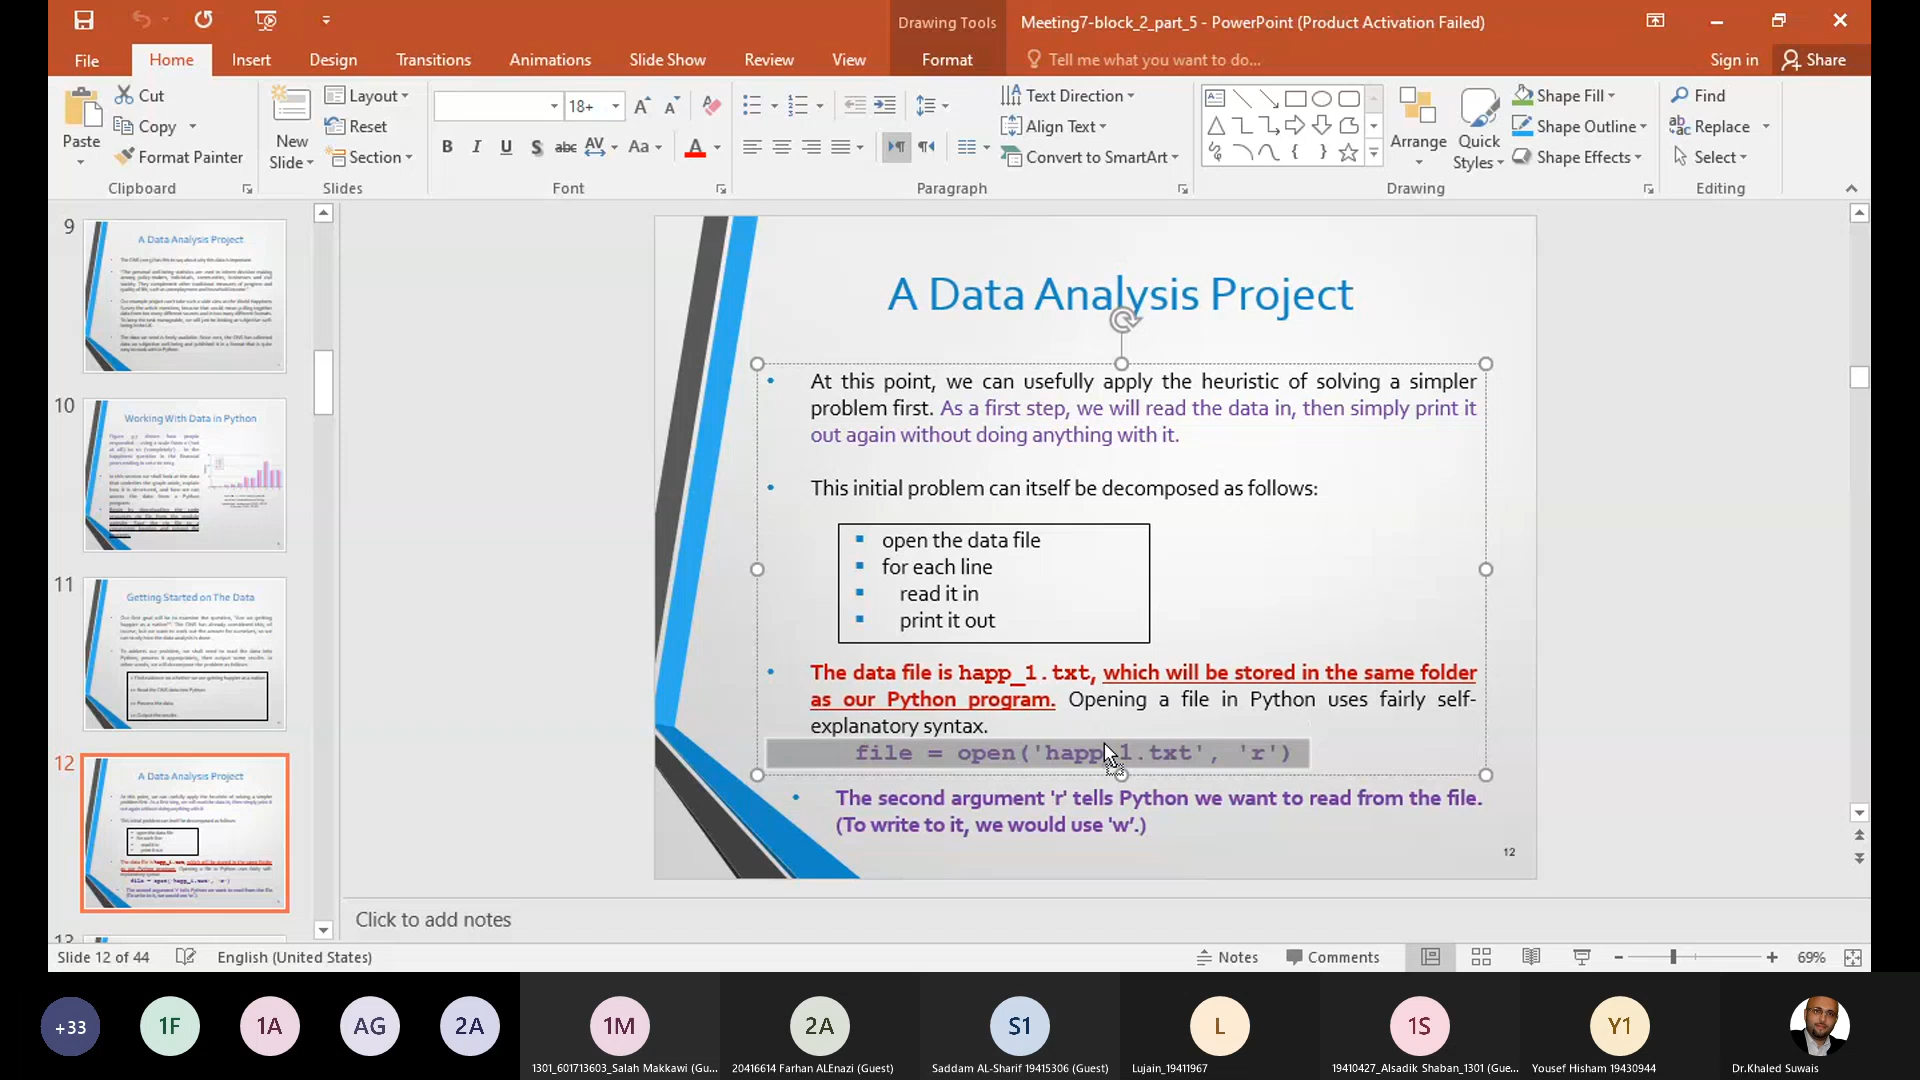 Drawing Tools
Meeting7-block_2_part_5 - PowerPoint (Product Activation Failed)
File
Home
Insert
Design
Transitions
Animations
Slide Show
Review
View
Format
Tell me what you want to do...
Sign in
Share
Paste
Cut
Copy
Format Painter
Clipboard
New
Slide
Layout
Reset
Section
Slides
18+
B I U S abc AV Aa A
Font
Text Direction
Align Text
Convert to SmartArt
Paragraph
Arrange
Quick
Styles
Shape Fill
Shape Outline
Shape Effects
Drawing
Find
Replace
Select
Editing
9
A Data Analysis Project
10
Working With Data in Python
11
Getting Started on The Data
12
A Data Analysis Project
13
A Data Analysis Project
At this point, we can usefully apply the heuristic of solving a simpler
problem first. As a first step, we will read the data in, then simply print it
out again without doing anything with it.
This initial problem can itself be decomposed as follows:
open the data file
for each line
read it in
print it out
The data file is happ_1.txt, which will be stored in the same folder
as our Python program. Opening a file in Python uses fairly self-
explanatory syntax.
file = open('happ_1.txt', 'r')
The second argument 'r' tells Python we want to read from the file.
(To write to it, we would use 'w’.)
12
Click to add notes
Slide 12 of 44
English (United States)
Notes
Comments
69%
+33
1F
1A
AG
2A
1M
2A
S1
L
1S
Y1
1301_601713603_Salah Makkawi (Gu...
20416614 Farhan ALEnazi (Guest)
Saddam AL-Sharif 19415306 (Guest)
Lujain_19411967
19410427_Alsadik Shaban_1301 (Gue...
Yousef Hisham 19430944
Dr.Khaled Suwais